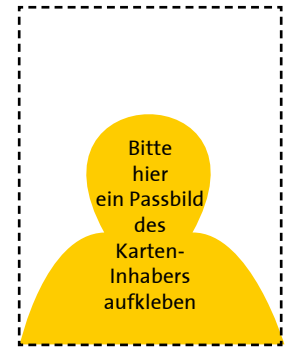 Bitte
hier
ein Passbild
des
Karten-
Inhabers
aufkleben